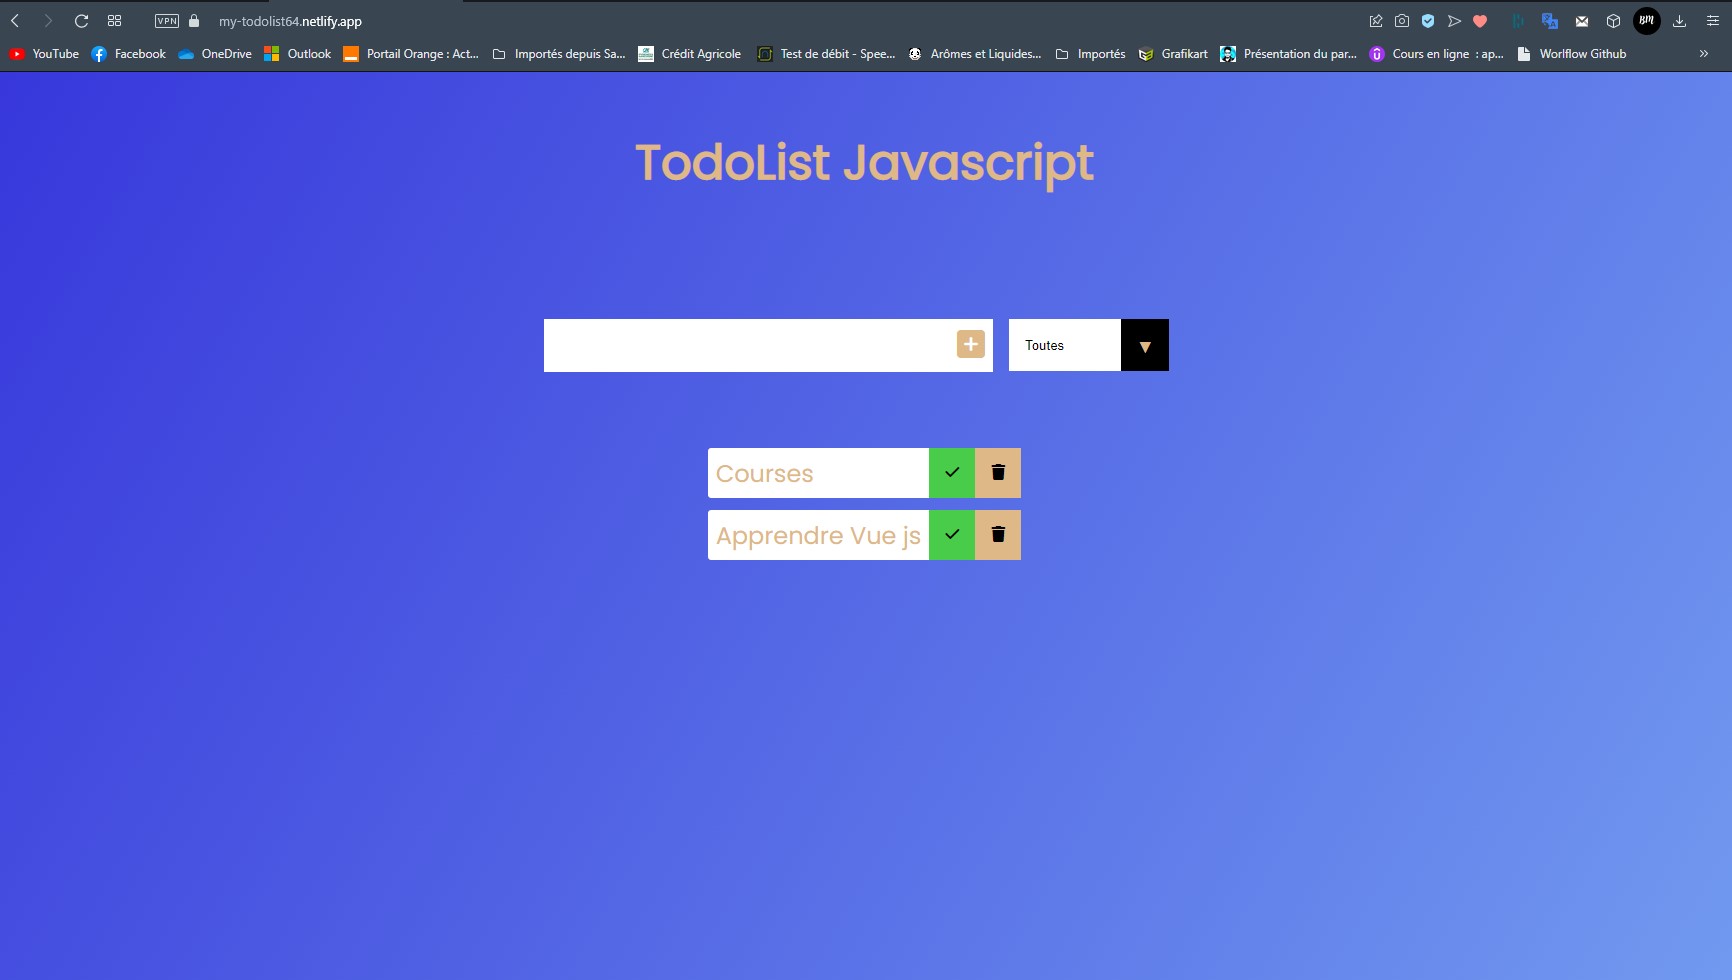 VPN my-todolist64.netlify.app BM
YouTube Facebook OneDrive Outlook Portail Orange : Act... Importés depuis Sa... Crédit Agricole Test de débit - Spee... Arômes et Liquides... Importés Grafikart Présentation du par... Cours en ligne : ap... Worlflow Github »
TodoList Javascript
Toutes
Courses
Apprendre Vue js